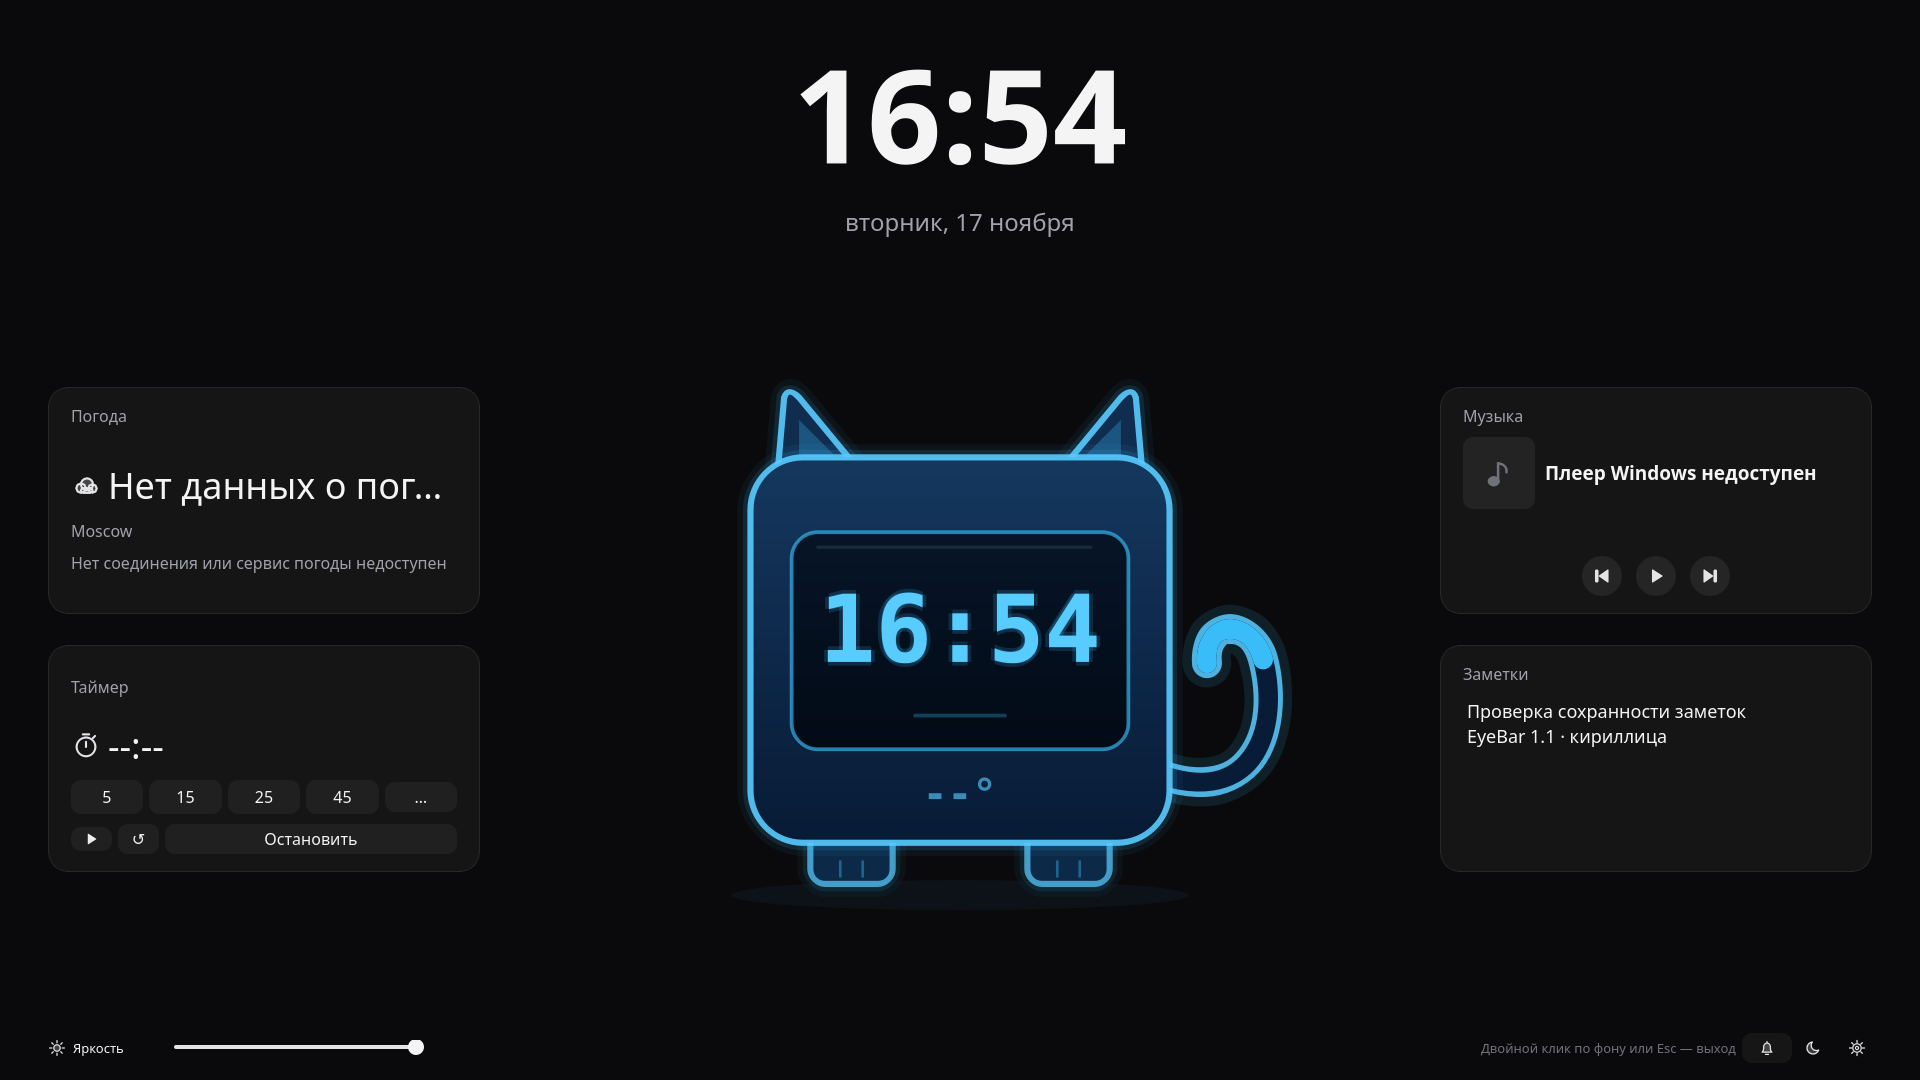 16:54
вторник, 17 ноября
Погода
Нет данных о пог...
Moscow
Нет соединения или сервис погоды недоступен
Таймер
--:--
5 15 25 45 ...
Остановить
16:54
--°
Музыка
Плеер Windows недоступен
Заметки
Проверка сохранности заметок
EyeBar 1.1 · кириллица
Яркость
Двойной клик по фону или Esc — выход